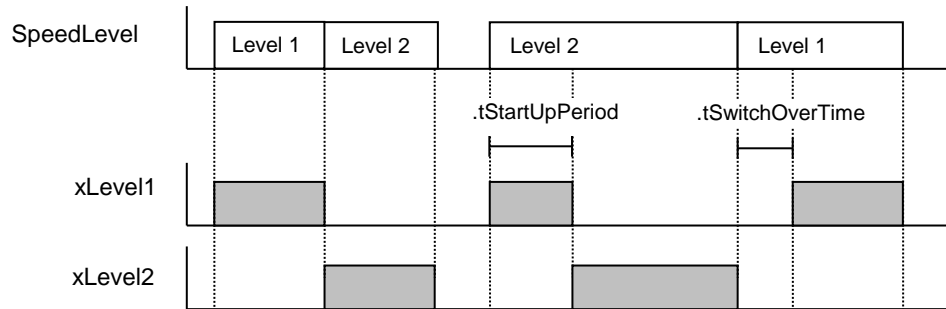 SpeedLevel
Level 1 Level 2 Level 2 Level 1
.tStartUpPeriod .tSwitchOverTime
xLevel1
xLevel2